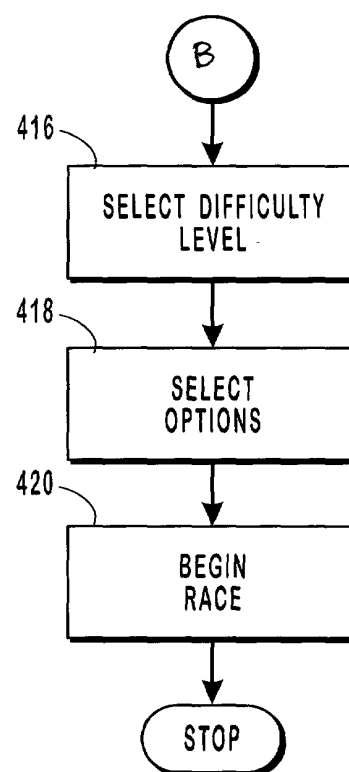 B
416
SELECT DIFFICULTY
LEVEL
418
SELECT
OPTIONS
420
BEGIN
RACE
STOP